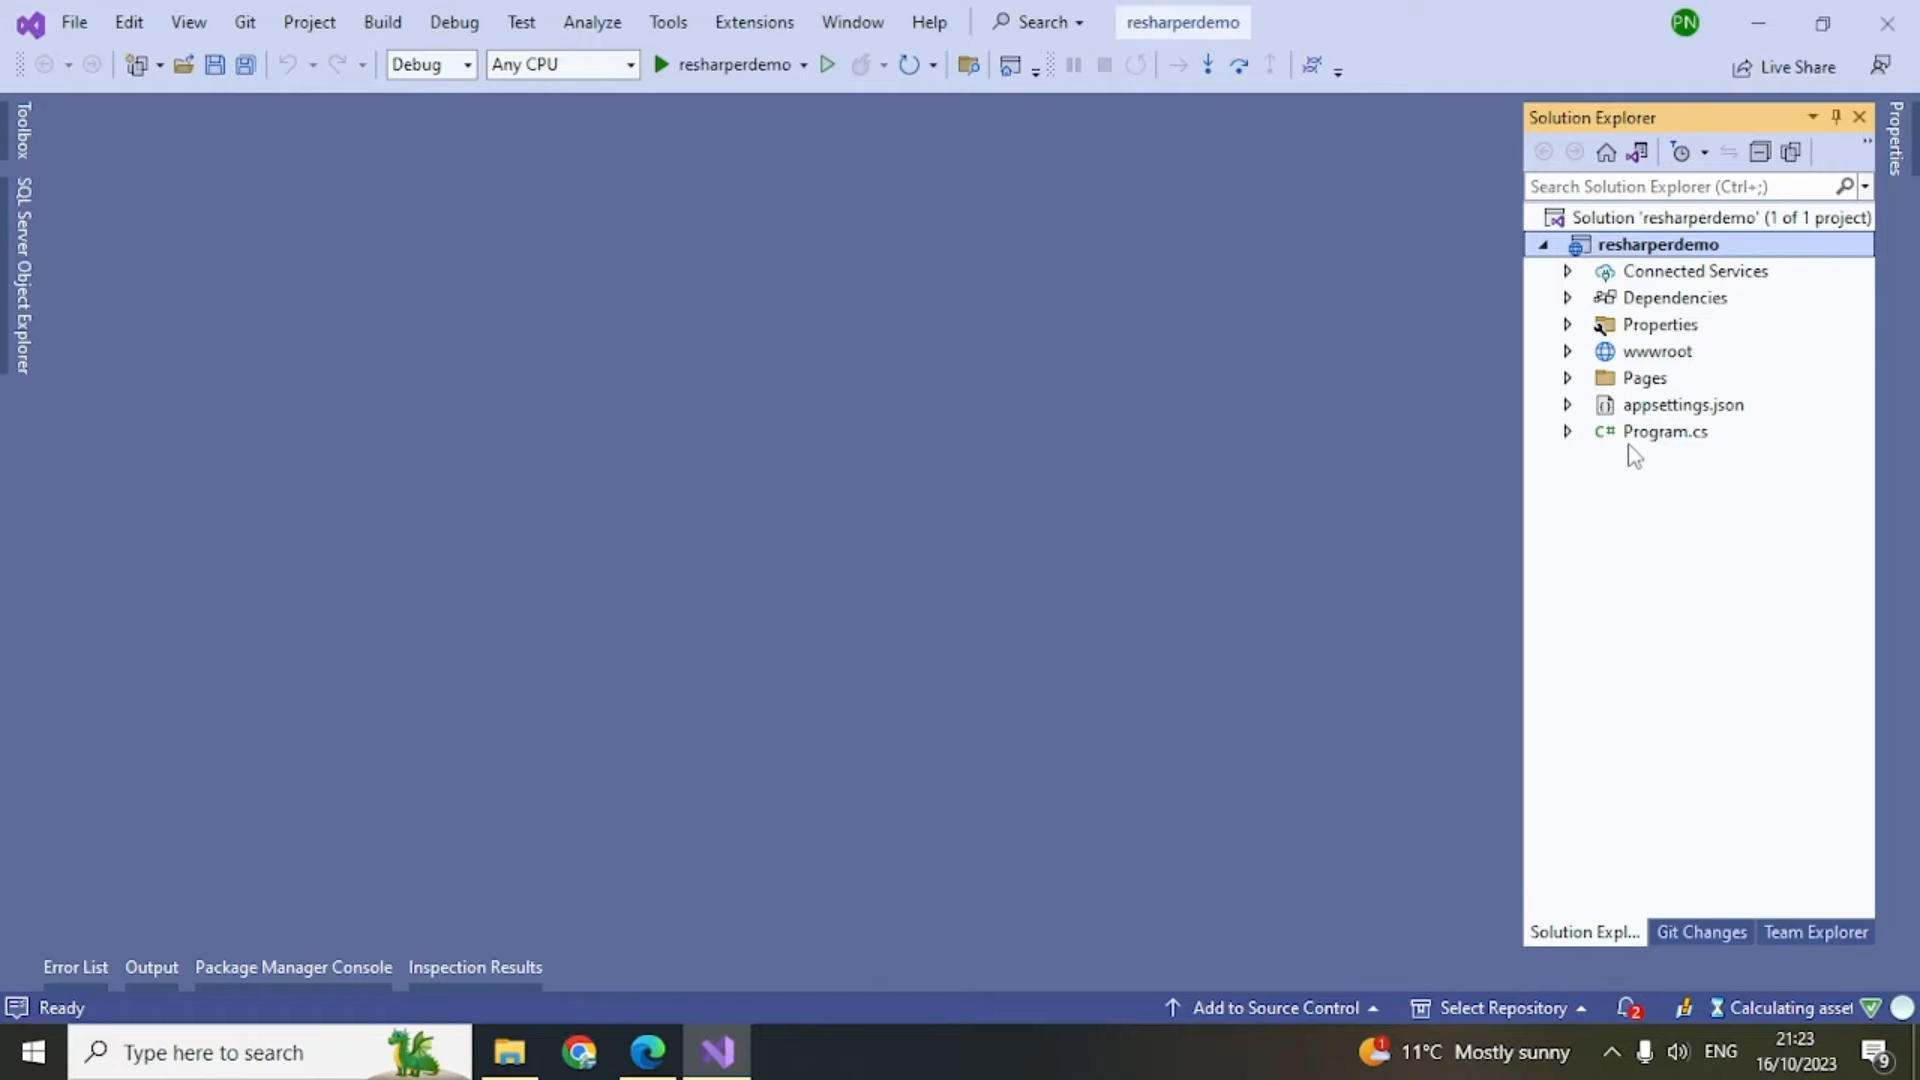 File Edit View Git Project Build Debug Test Analyze Tools Extensions Window Help Search resharperdemo PN
Debug Any CPU resharperdemo Live Share
Toolbox
SQL Server Object Explorer
Solution Explorer
Search Solution Explorer (Ctrl+;)
Solution 'resharperdemo' (1 of 1 project)
resharperdemo
Connected Services
Dependencies
Properties
wwwroot
Pages
appsettings.json
C# Program.cs
Solution Expl... Git Changes Team Explorer
Properties
Error List Output Package Manager Console Inspection Results
Ready Add to Source Control Select Repository 2 Calculating asset
Type here to search 1 11°C Mostly sunny ENG 21:23
16/10/2023 9